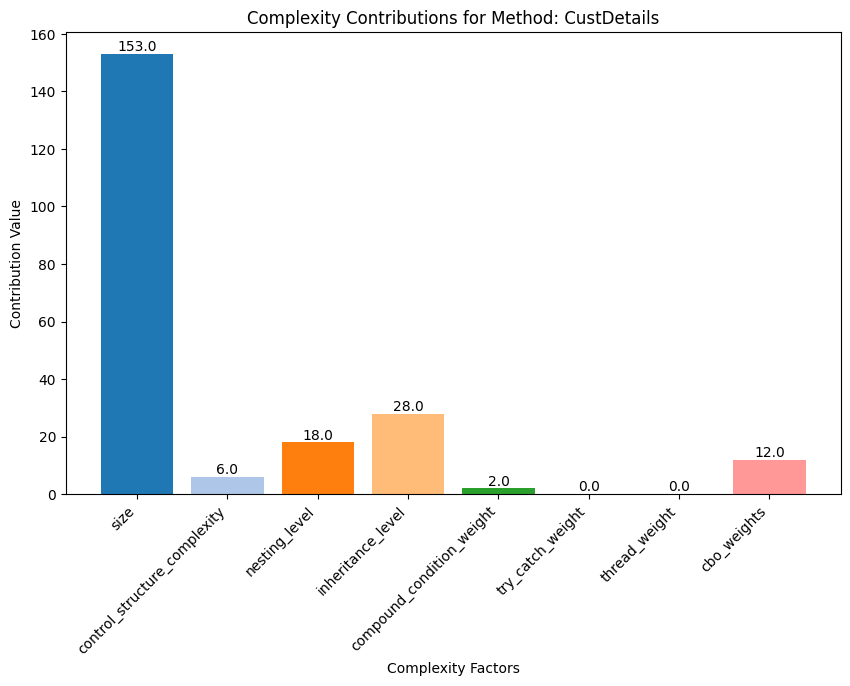 Complexity Contributions for Method: CustDetails
160
140
120
100
80
60
40
20
0
Contribution Value
153.0
6.0
18.0
28.0
2.0
0.0
0.0
12.0
size
control_structure_complexity
nesting_level
inheritance_level
compound_condition_weight
try_catch_weight
thread_weight
cbo_weights
Complexity Factors